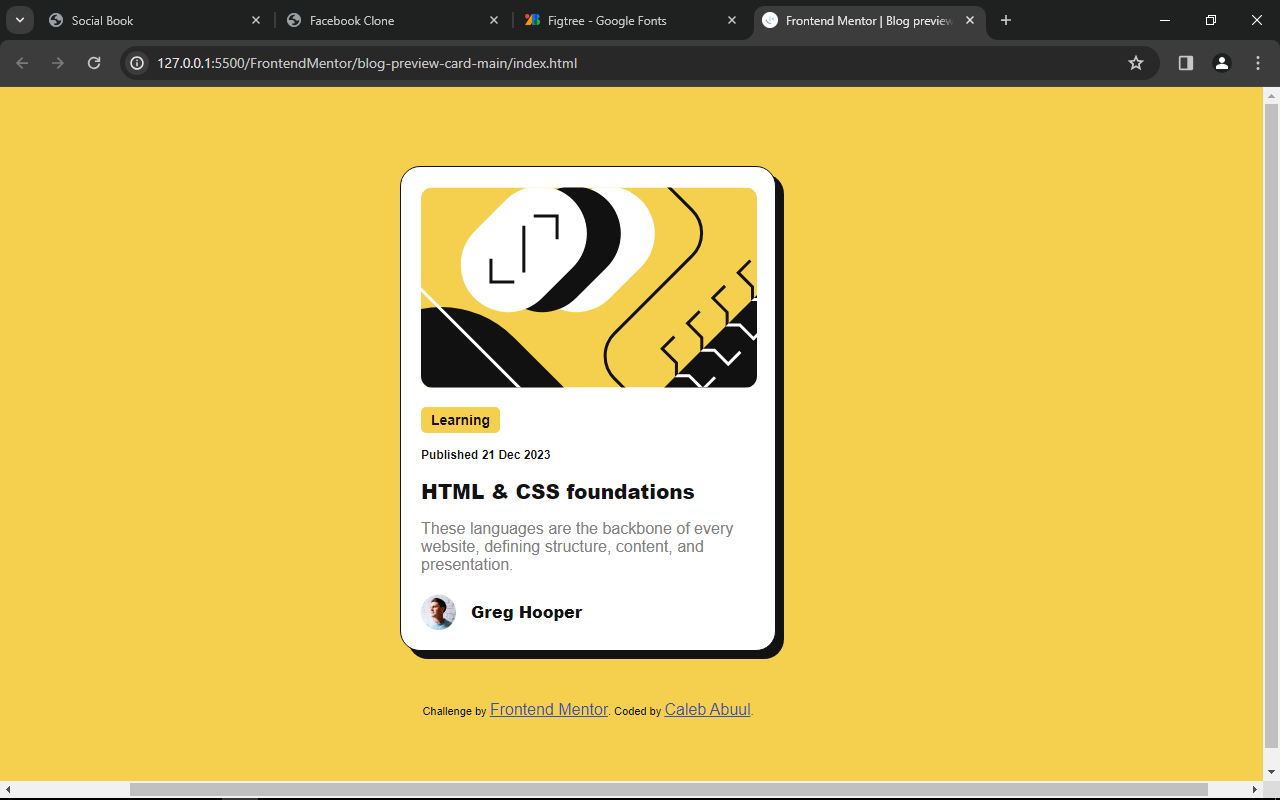 Social Book
Facebook Clone
Figtree - Google Fonts
Frontend Mentor | Blog preview
127.0.0.1:5500/FrontendMentor/blog-preview-card-main/index.html
Learning
Published 21 Dec 2023
HTML & CSS foundations
These languages are the backbone of every
website, defining structure, content, and
presentation.
Greg Hooper
Challenge by Frontend Mentor. Coded by Caleb Abuul.